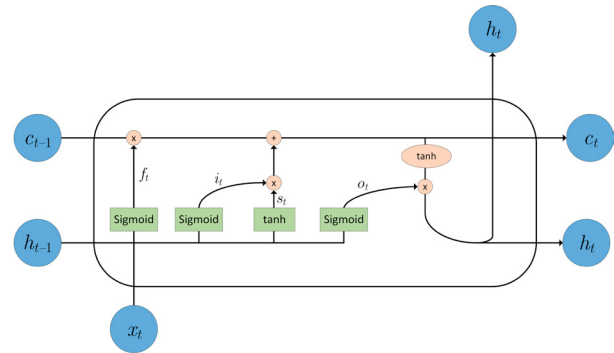 h_t
c_{t-1}
x
+
c_t
tanh
f_t
i_t
x
o_t
x
s_t
Sigmoid
Sigmoid
tanh
Sigmoid
h_{t-1}
h_t
x_t